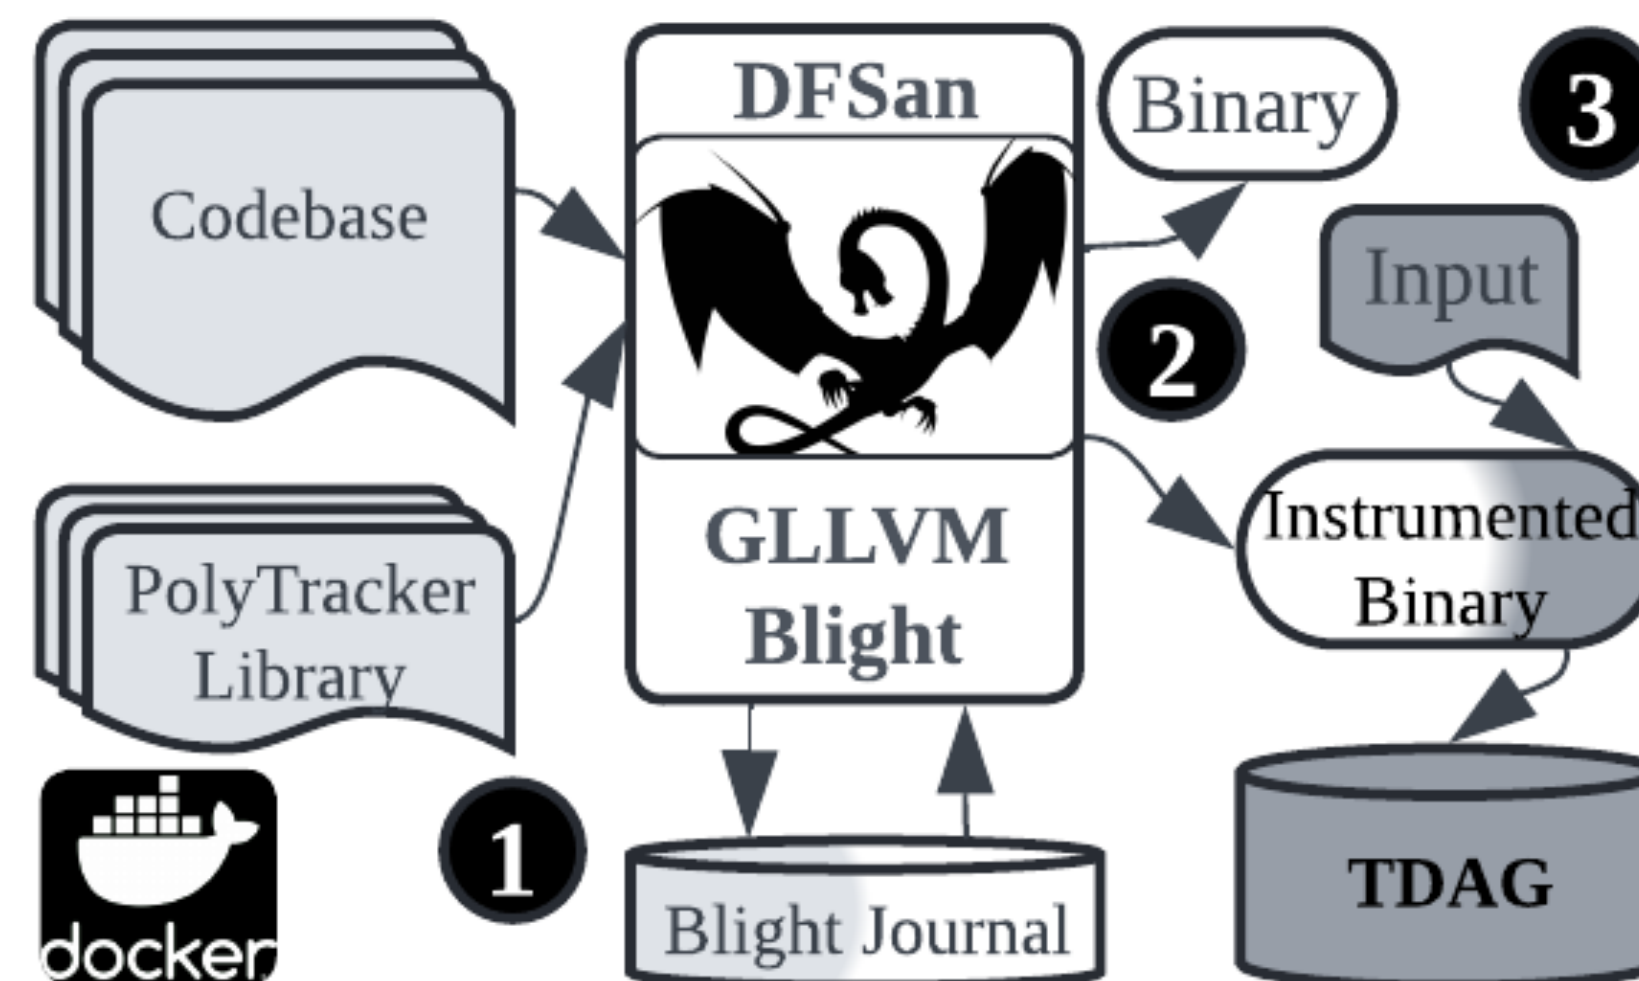 Codebase
PolyTracker
Library
docker
1
DFSan
GLLVM
Blight
Blight Journal
Binary
2
3
Input
Instrumented
Binary
TDAG